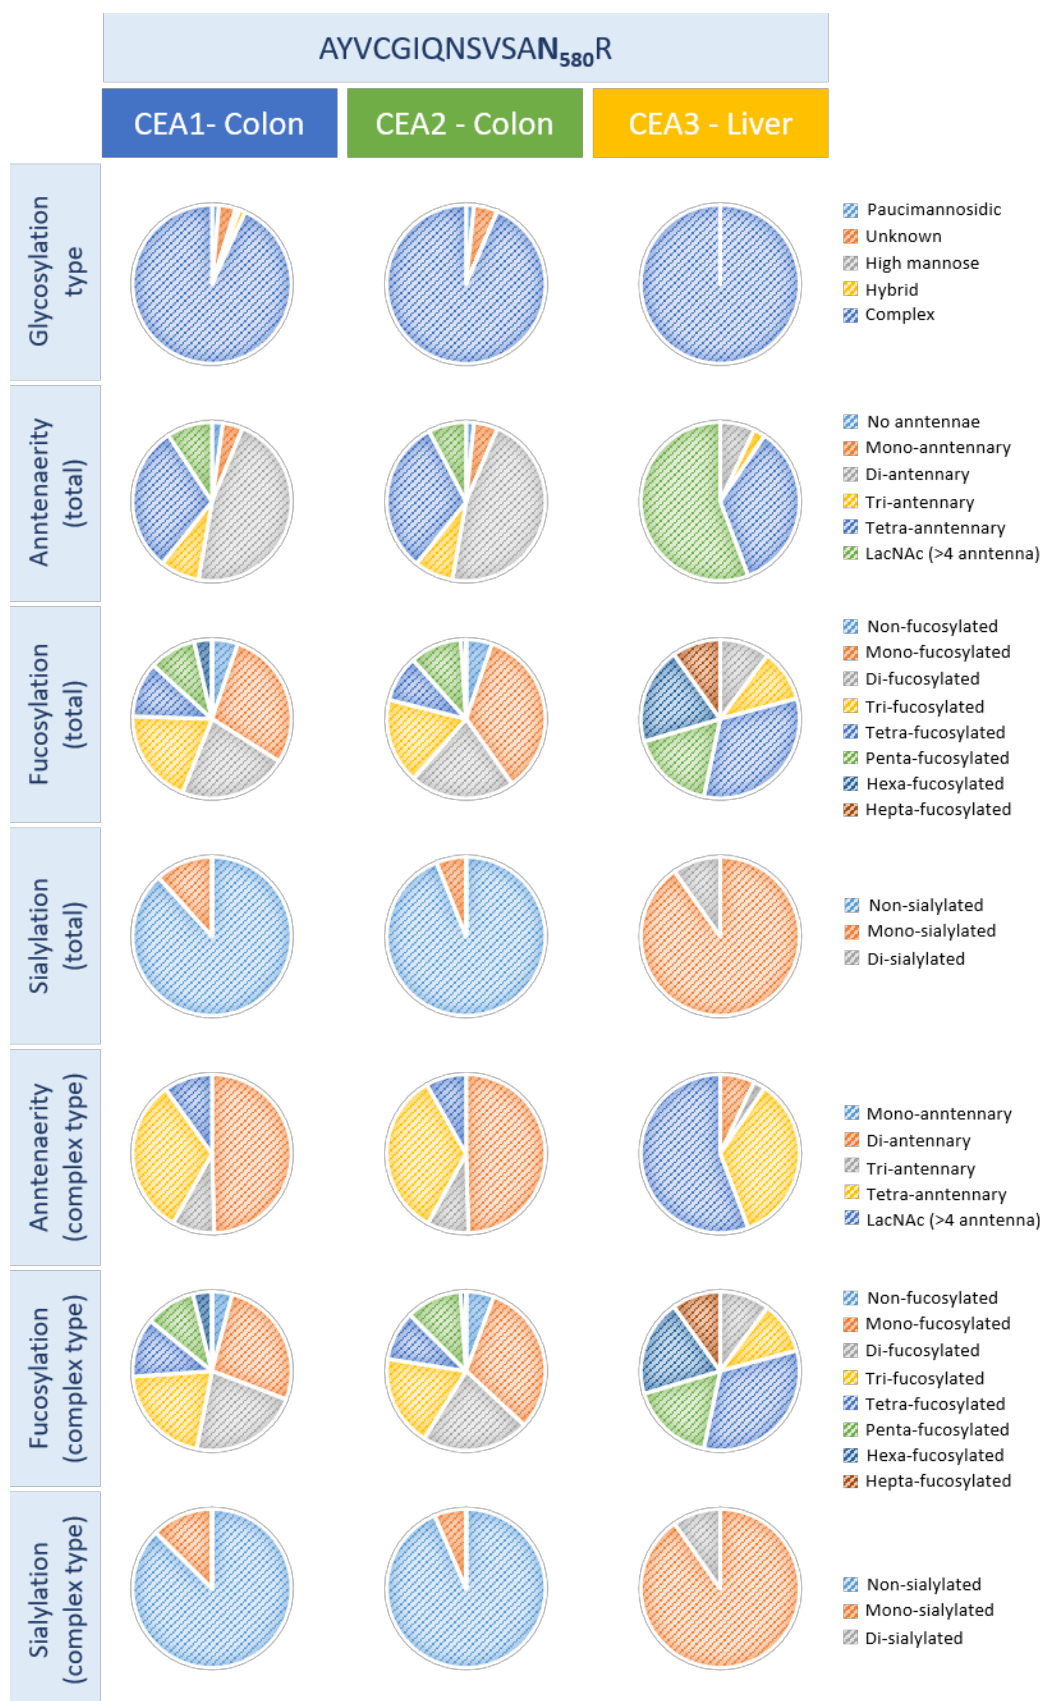 AYVCGIQNSVSAN580R
CEA1- Colon
CEA2 - Colon
CEA3 - Liver
Glycosylation
type
Paucimannosidic
Unknown
High mannose
Hybrid
Complex
Anntenaerity
(total)
No anntennae
Mono-anntennary
Di-antennary
Tri-antennary
Tetra-anntennary
LacNAc (>4 anntenna)
Fucosylation
(total)
Non-fucosylated
Mono-fucosylated
Di-fucosylated
Tri-fucosylated
Tetra-fucosylated
Penta-fucosylated
Hexa-fucosylated
Hepta-fucosylated
Sialylation
(total)
Non-sialylated
Mono-sialylated
Di-sialylated
Anntenaerity
(complex type)
Mono-anntennary
Di-antennary
Tri-antennary
Tetra-anntennary
LacNAc (>4 anntenna)
Fucosylation
(complex type)
Non-fucosylated
Mono-fucosylated
Di-fucosylated
Tri-fucosylated
Tetra-fucosylated
Penta-fucosylated
Hexa-fucosylated
Hepta-fucosylated
Sialylation
(complex type)
Non-sialylated
Mono-sialylated
Di-sialylated